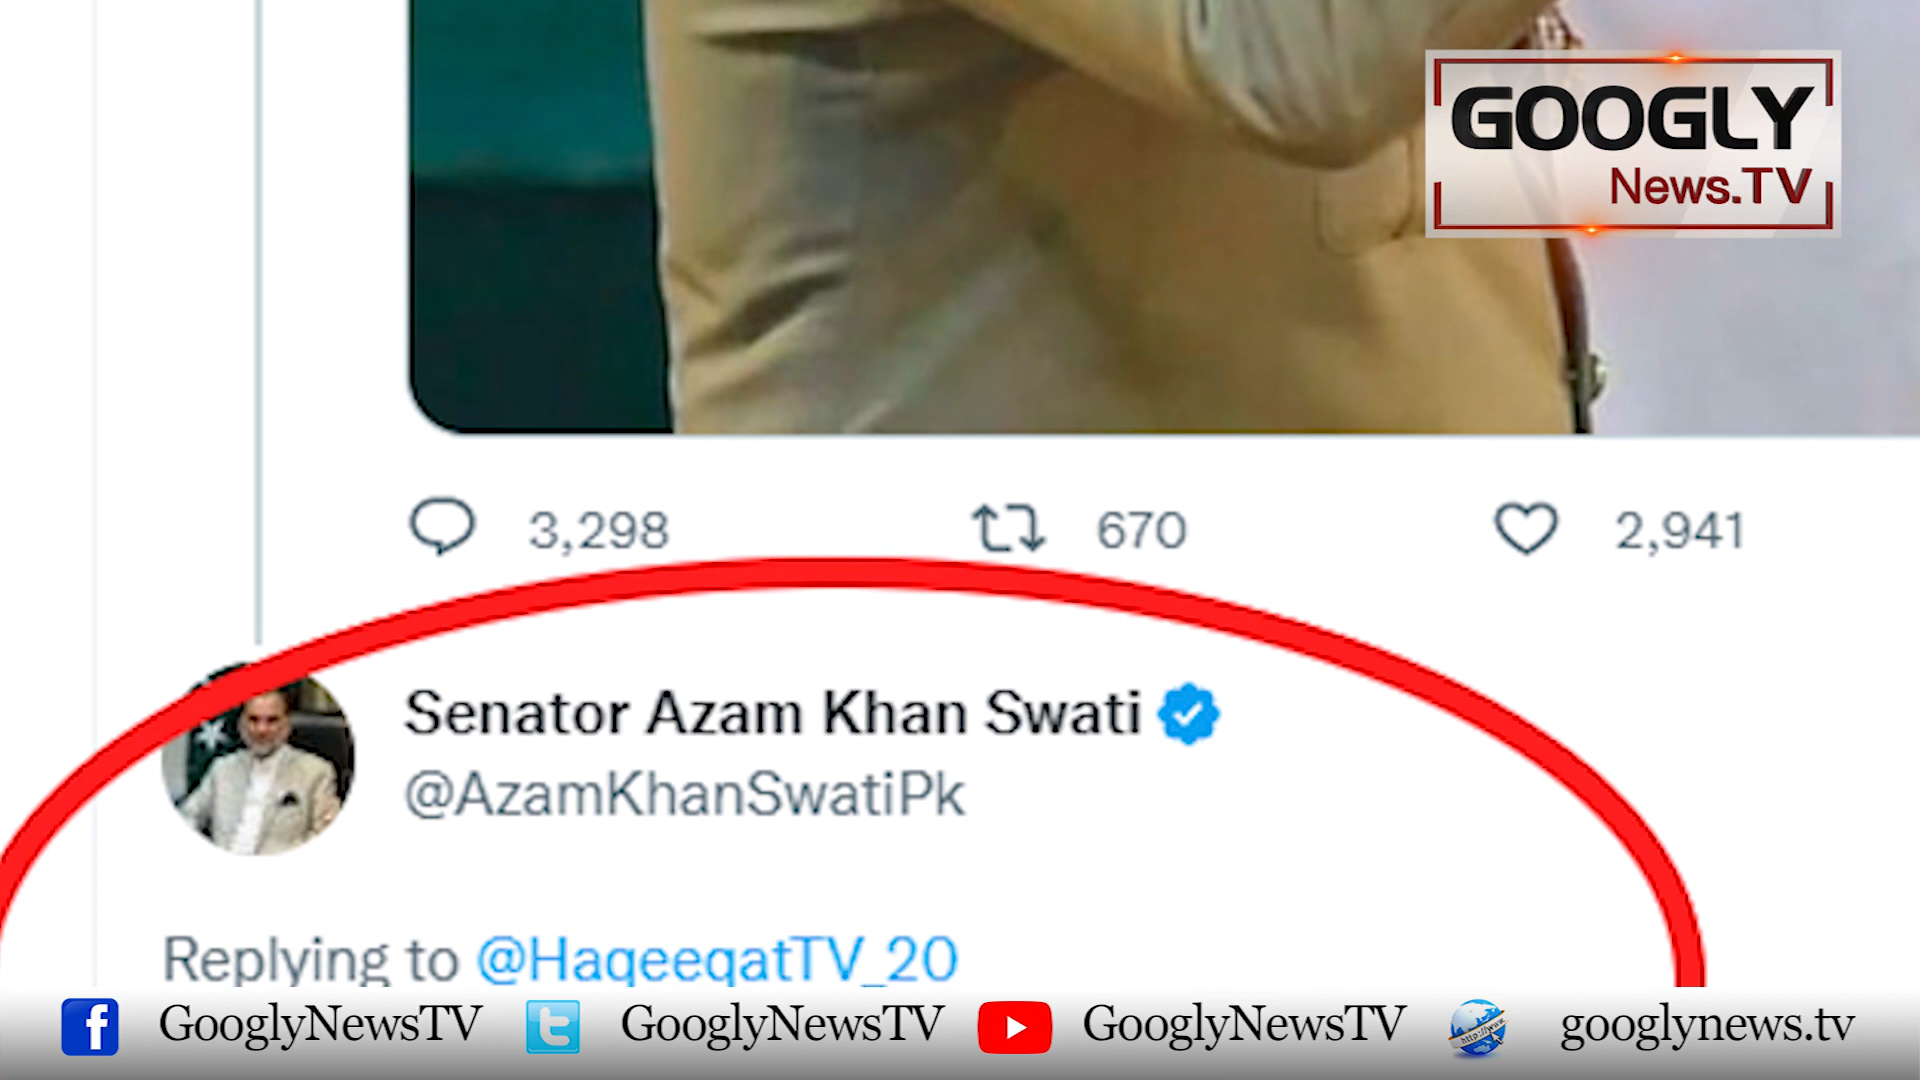 GOOGLY
News.TV
3,298 670 2,941
Senator Azam Khan Swati
@AzamKhanSwatiPk
Replying to @HaqeeqatTV_20
GooglyNewsTV GooglyNewsTV GooglyNewsTV googlynews.tv